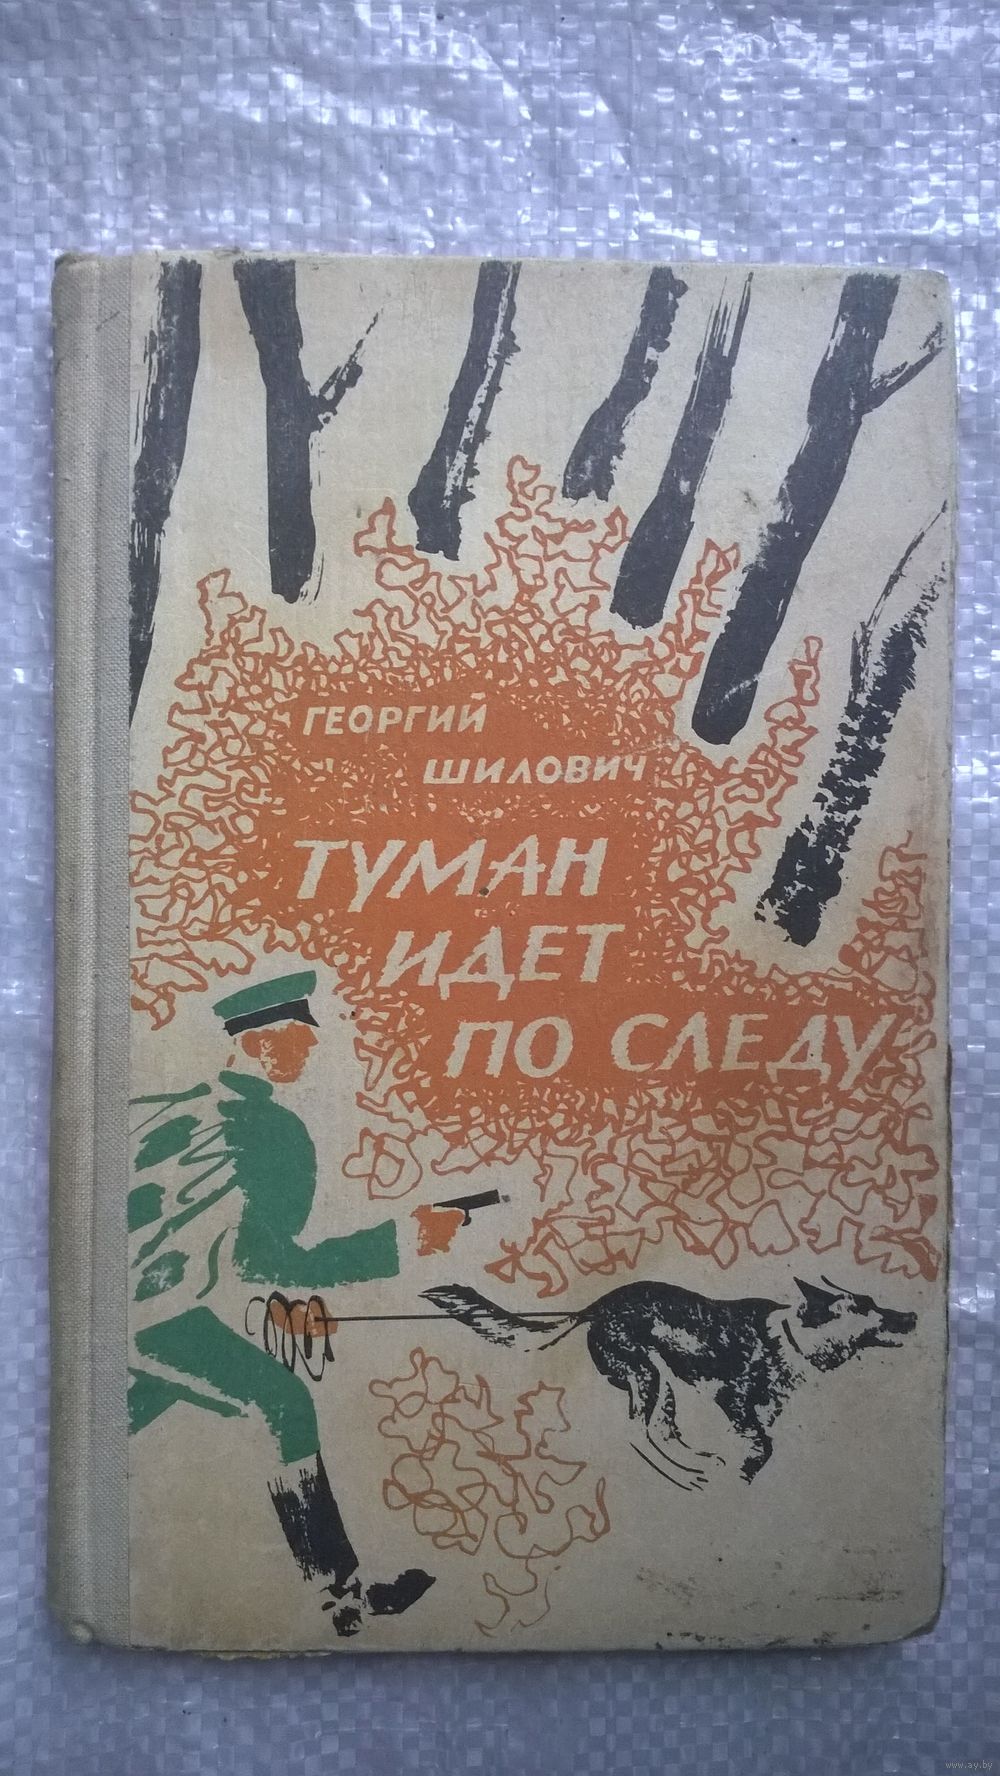 ГЕОРГИЙ
ШИЛОВИЧ
ТУМАН
ИДЕТ
ПО СЛЕДУ
www.ay.by